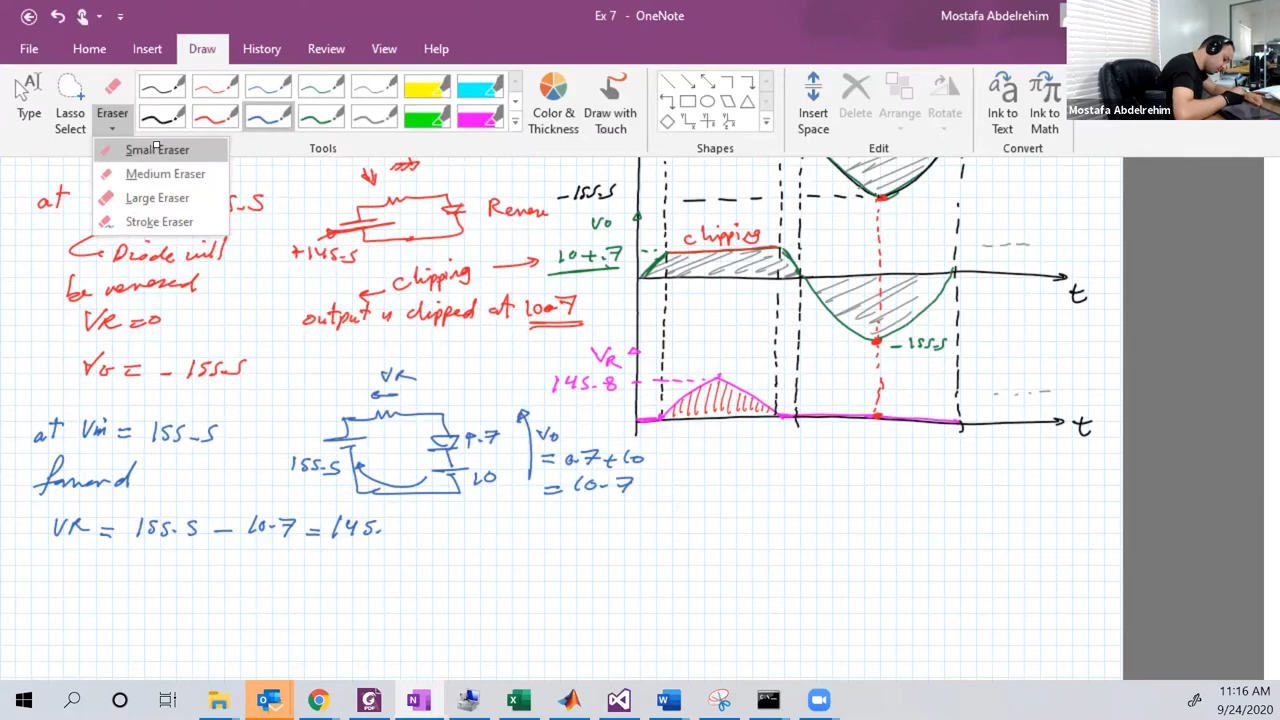 Ex 7 - OneNote
Mostafa Abdelrehim
File
Home
Insert
Draw
History
Review
View
Help
Type
Lasso Select
Eraser
Color & Thickness
Draw with Touch
Insert Space
Delete
Arrange
Rotate
Ink to Text
Ink to Math
Tools
Shapes
Edit
Convert
Mostafa Abdelrehim
Small Eraser
Medium Eraser
Large Eraser
Stroke Eraser
at
Diode will
be reversed
VR = 0
Vo = - 155.5
+145.5
Reverse
clipping
output is clipped at 10.7
-155.5
Vo
10+.7
clipping
t
-155.5
VR
145.8
t
at Vin = 155.5
forward
VR = 155.5 - 10.7 = 145.
VR
155.5
0.7
10
Vo
= 0.7+10
= 10.7
11:16 AM
9/24/2020